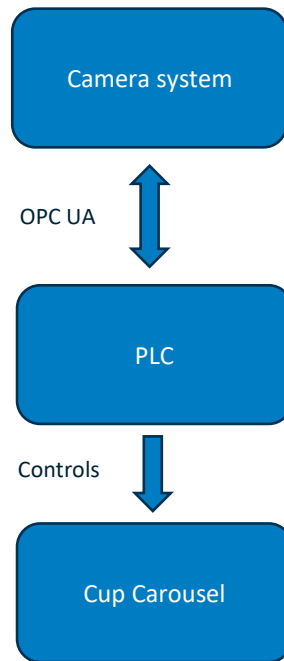 Camera system
OPC UA
PLC
Controls
Cup Carousel